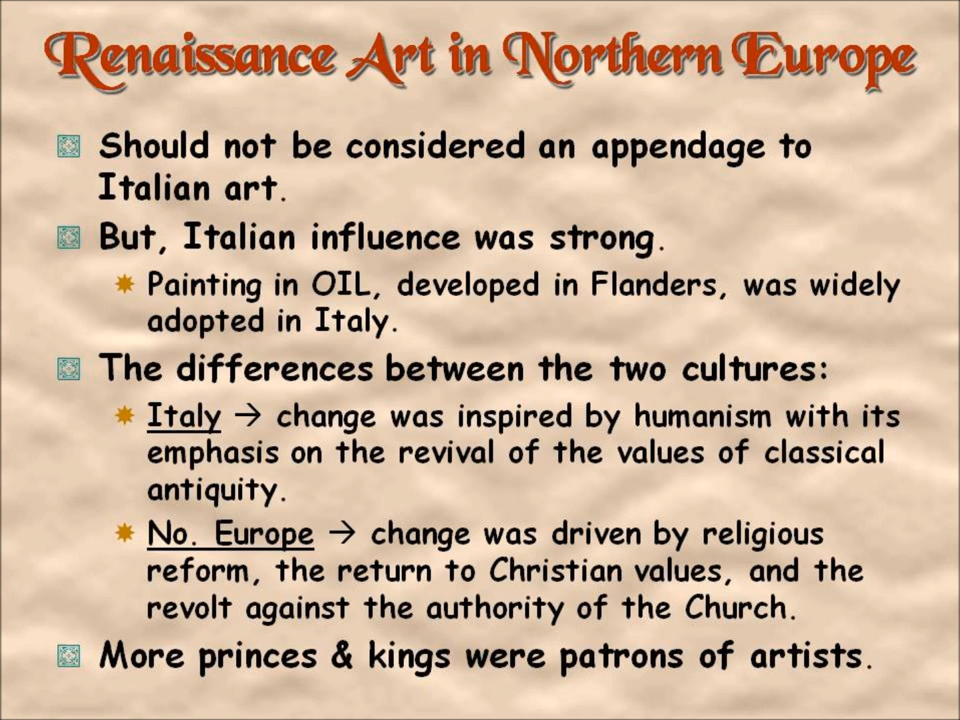 Renaissance Art in Northern Europe
Should not be considered an appendage to
Italian art.
But, Italian influence was strong.
Painting in OIL, developed in Flanders, was widely
adopted in Italy.
The differences between the two cultures:
Italy → change was inspired by humanism with its
emphasis on the revival of the values of classical
antiquity.
No. Europe → change was driven by religious
reform, the return to Christian values, and the
revolt against the authority of the Church.
More princes & kings were patrons of artists.